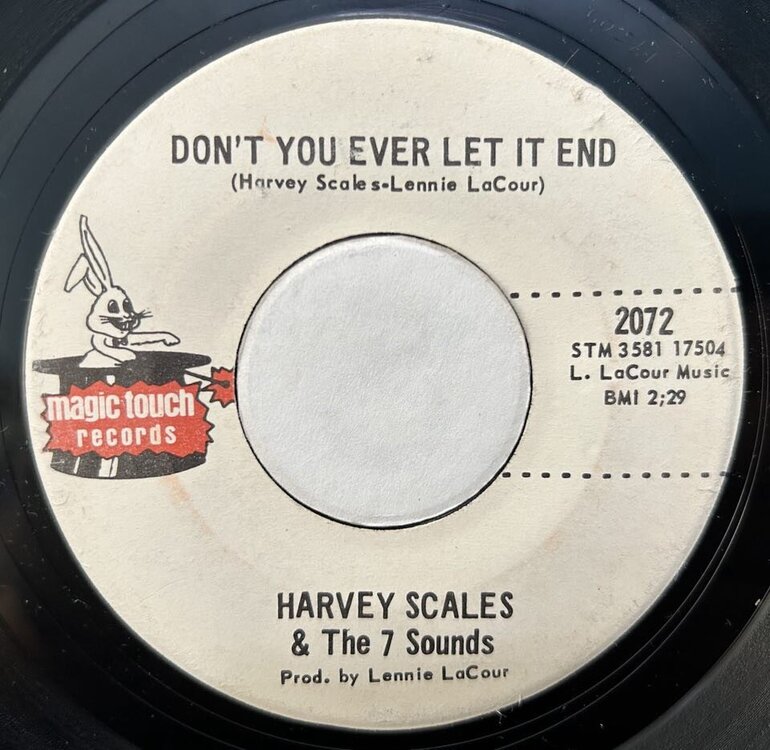 DON'T YOU EVER LET IT END
(Harvey Scales-Lennie LaCour)
2072
STM 3581 17504
L. LaCour Music
BMI 2;29
magic touch
records
HARVEY SCALES
& The 7 Sounds
Prod. by Lennie LaCour